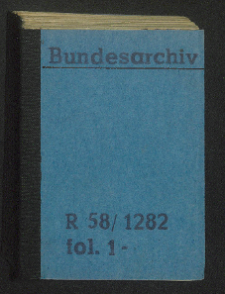 Bundesarchiv
R 58/1282
fol. 1-